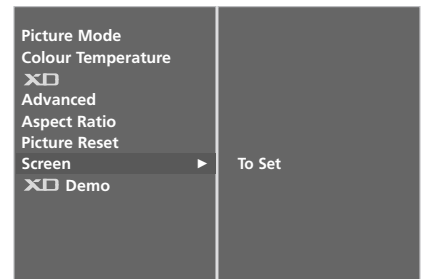 Picture Mode
Colour Temperature
XD
Advanced
Aspect Ratio
Picture Reset
Screen ► To Set
XD Demo